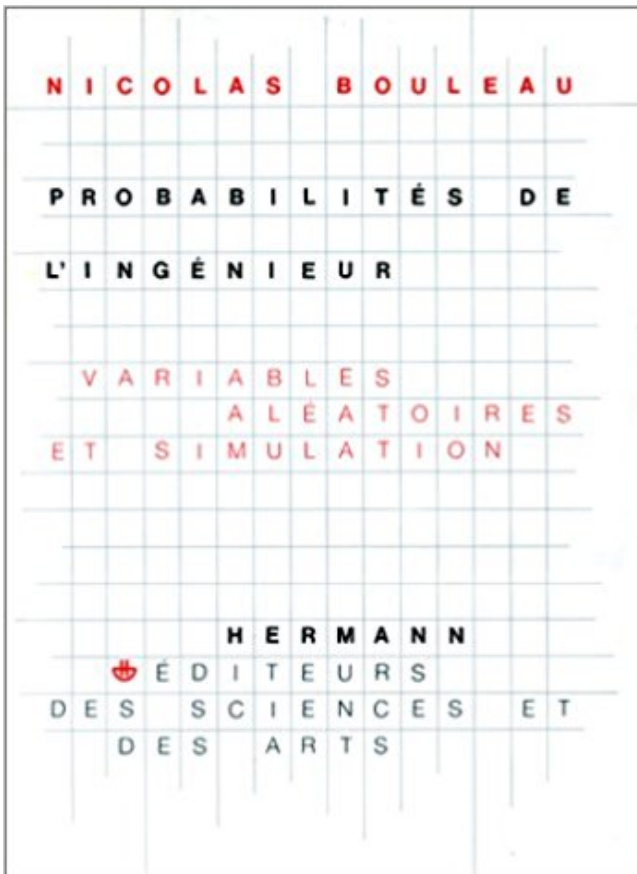 NICOLAS BOULEAU
PROBABILITÉS DE
L'INGÉNIEUR
VARIABLES
ALÉATOIRES
ET SIMULATION
HERMANN
ÉDITEURS
DES SCIENCES ET
DES ARTS